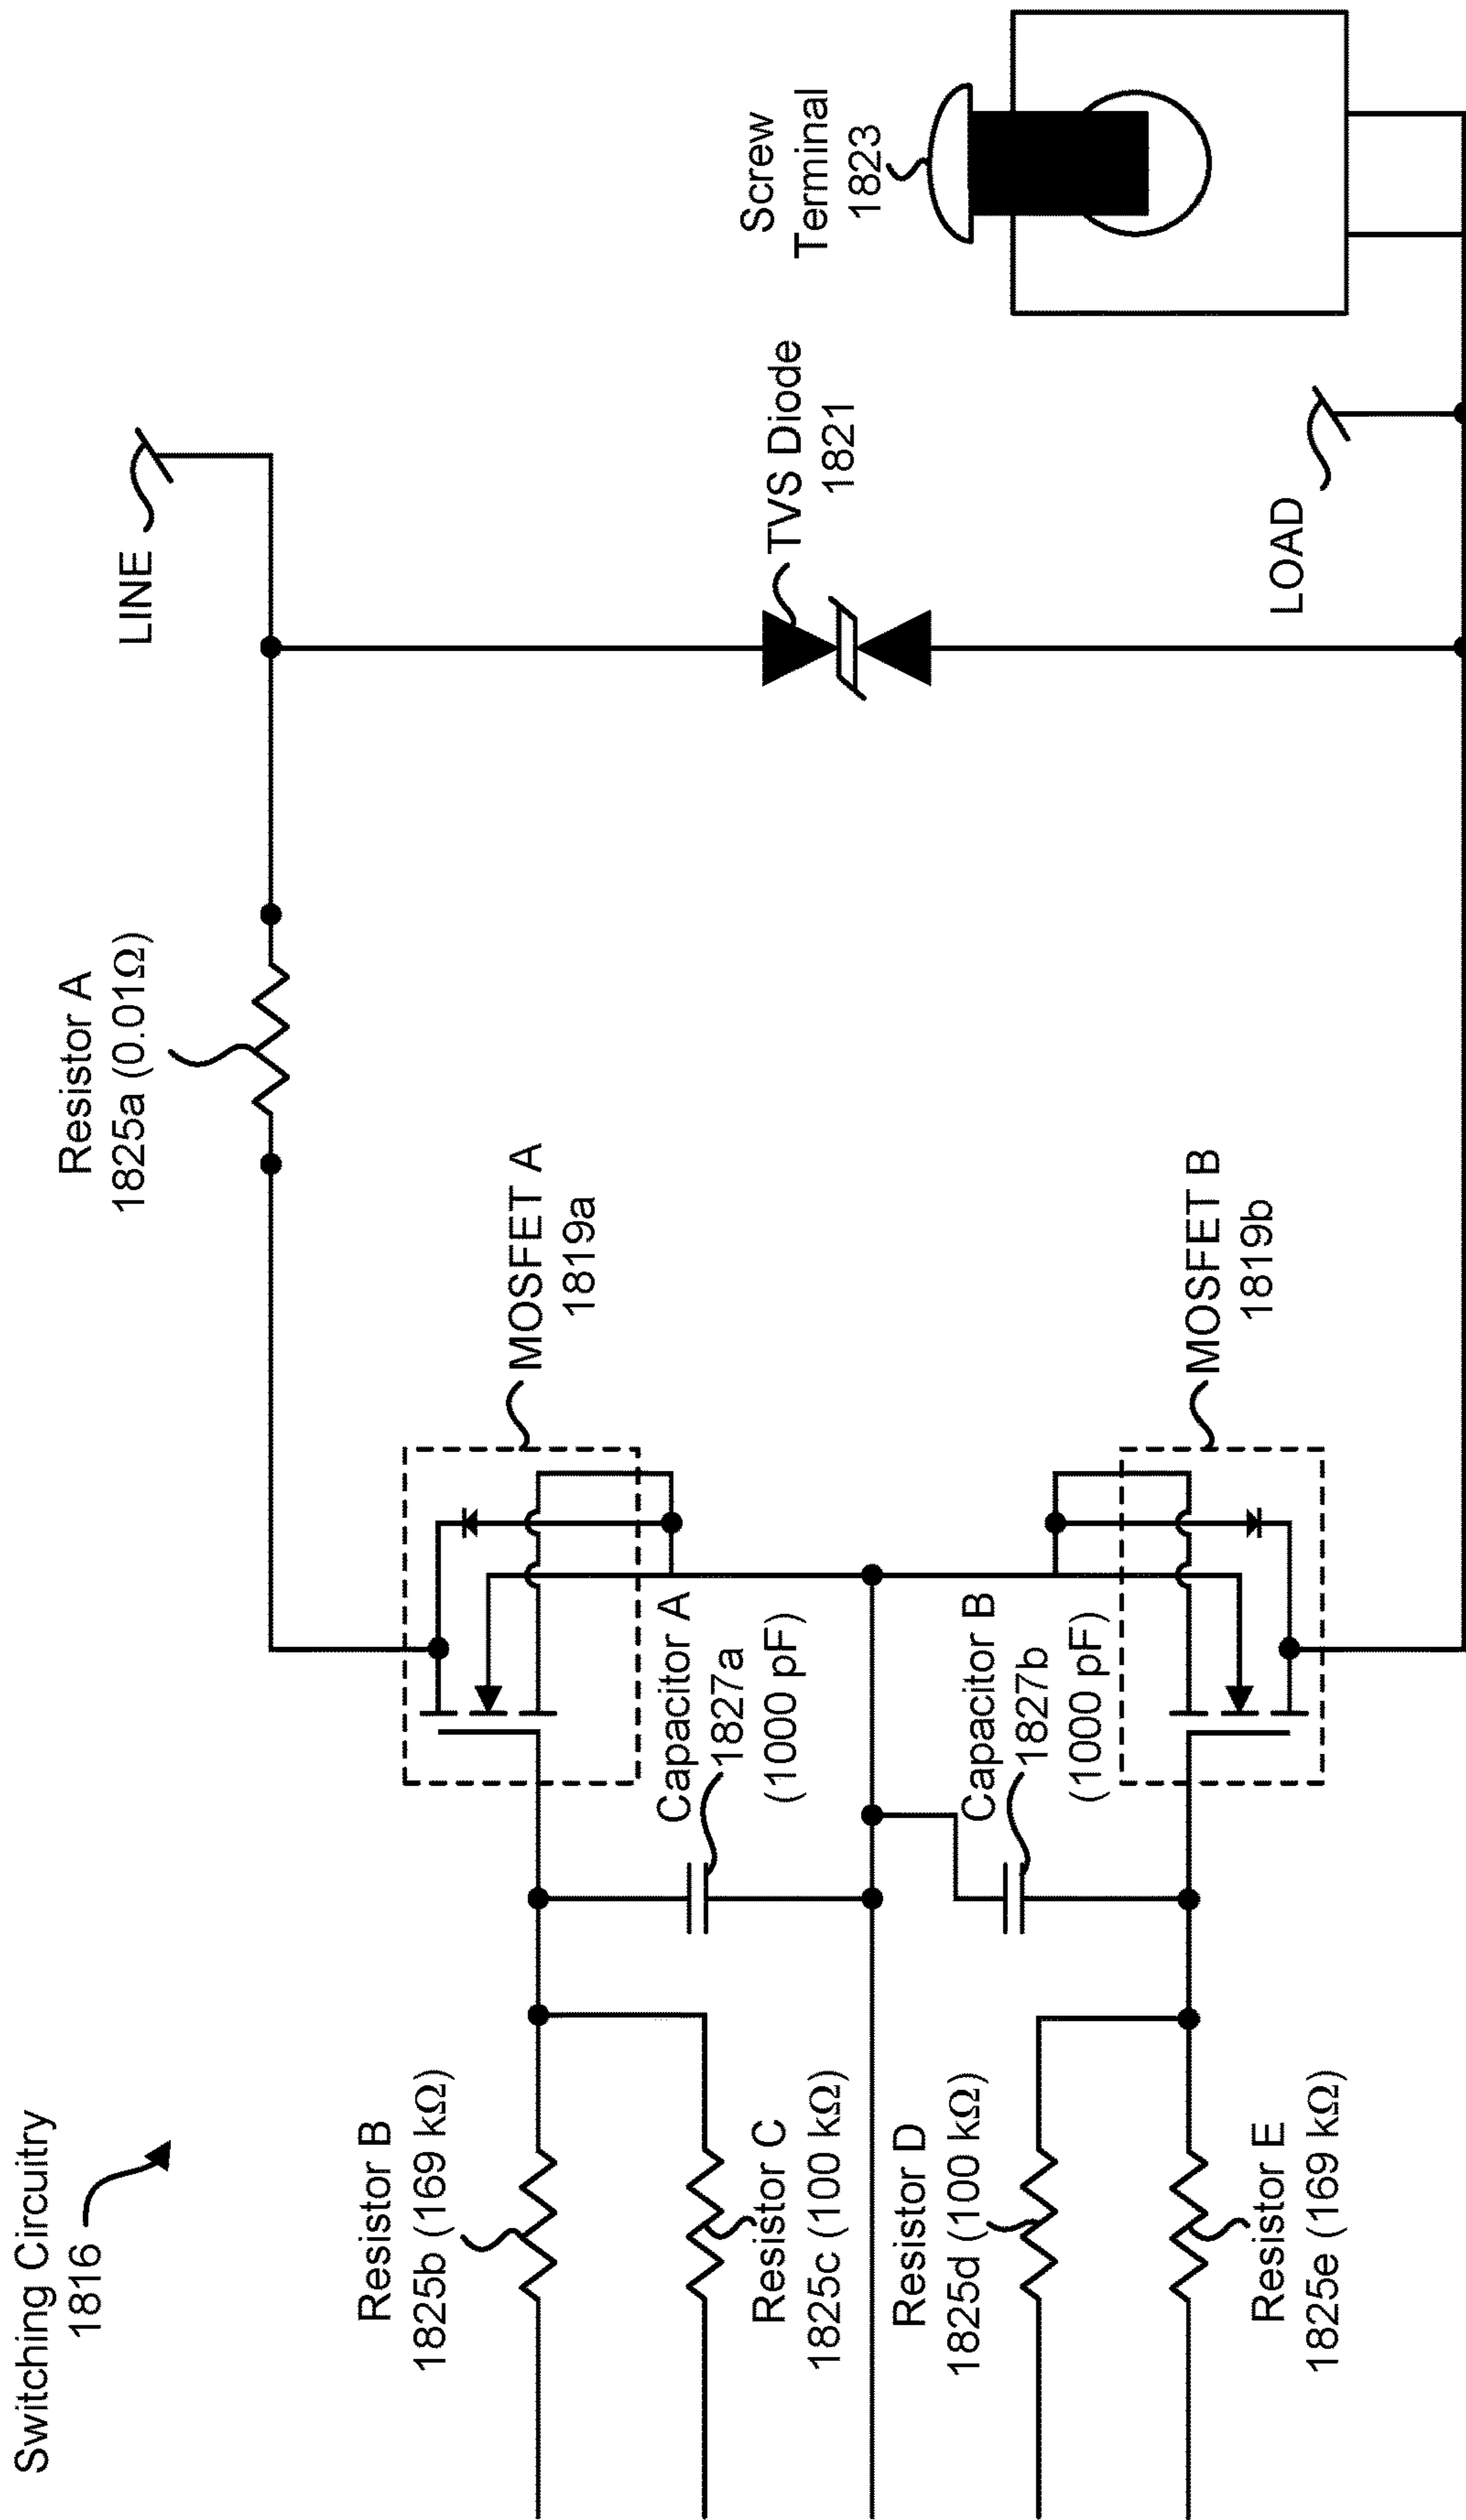 Switching Circuitry
1816
Resistor A
1825a (0.01Ω)
LINE
Resistor B
1825b (169 kΩ)
MOSFET A
1819a
Capacitor A
1827a
(1000 pF)
TVS Diode
1821
Screw
Terminal
1823
Resistor C
1825c (100 kΩ)
Resistor D
1825d (100 kΩ)
Capacitor B
1827b
(1000 pF)
MOSFET B
1819b
LOAD
Resistor E
1825e (169 kΩ)